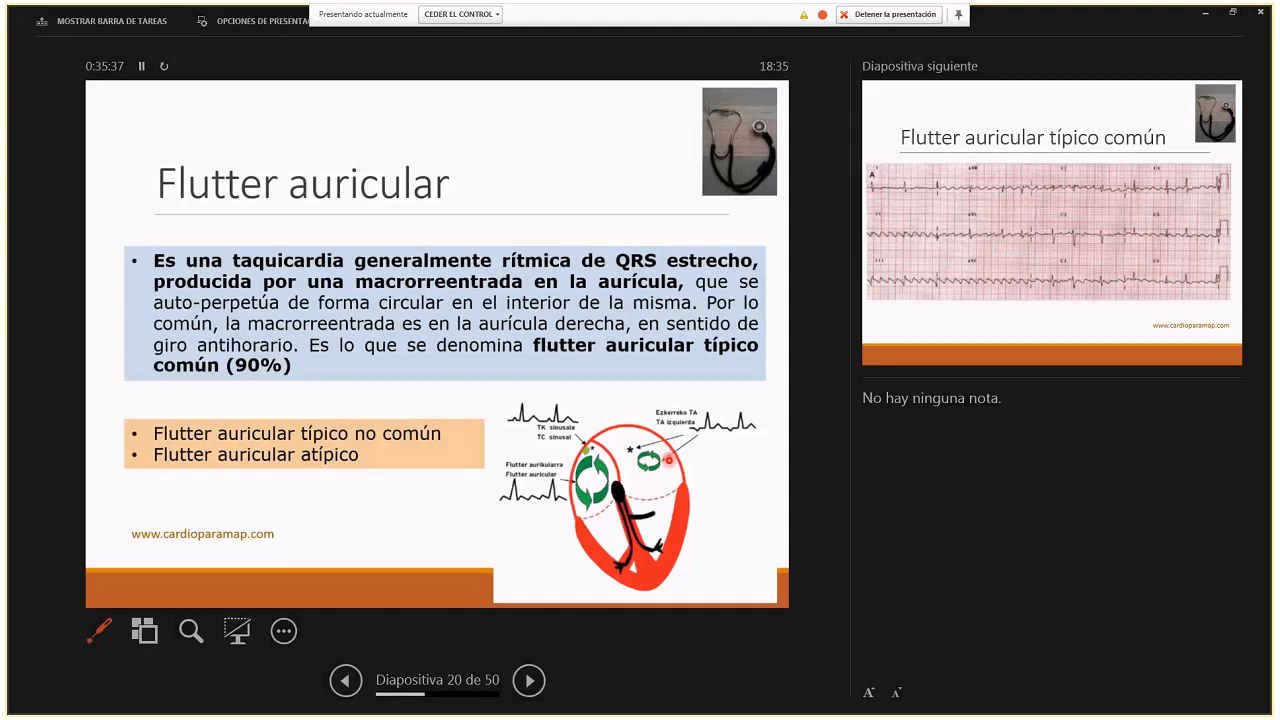 MOSTRAR BARRA DE TAREAS
OPCIONES DE PRESENTA
Presentando actualmente
CEDER EL CONTROL
Detener la presentación
0:35:37
18:35
Flutter auricular
• Es una taquicardia generalmente rítmica de QRS estrecho,
producida por una macrorreentrada en la aurícula, que se
auto-perpetúa de forma circular en el interior de la misma. Por lo
común, la macrorreentrada es en la aurícula derecha, en sentido de
giro antihorario. Es lo que se denomina flutter auricular típico
común (90%)
• Flutter auricular típico no común
• Flutter auricular atípico
TK sinusala
TC sinusal
Ezkerreko TA
TA izquierda
Flutter aurikularra
Flutter auricular
www.cardioparamap.com
Diapositiva 20 de 50
Diapositiva siguiente
Flutter auricular típico común
A
www.cardioparamap.com
No hay ninguna nota.
A
A